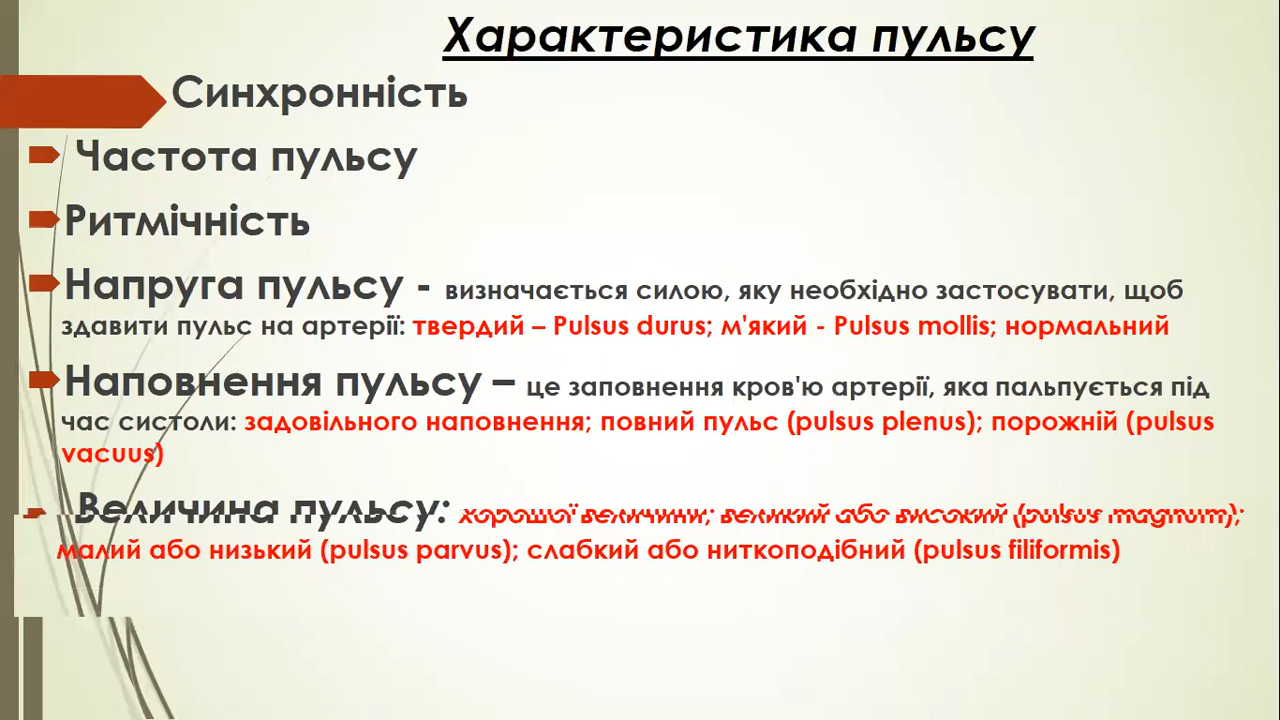 Характеристика пульсу
Синхронність
Частота пульсу
Ритмічність
Напруга пульсу - визначається силою, яку необхідно застосувати, щоб
здавити пульс на артерії: твердий – Pulsus durus; м'який - Pulsus mollis; нормальний
Наповнення пульсу – це заповнення кров'ю артерії, яка пальпується під
час систоли: задовільного наповнення; повний пульс (pulsus plenus); порожній (pulsus
vacuus)
Величина пульсу: хорошої величини; великий або високий (pulsus magnum);
малий або низький (pulsus parvus); слабкий або ниткоподібний (pulsus filiformis)